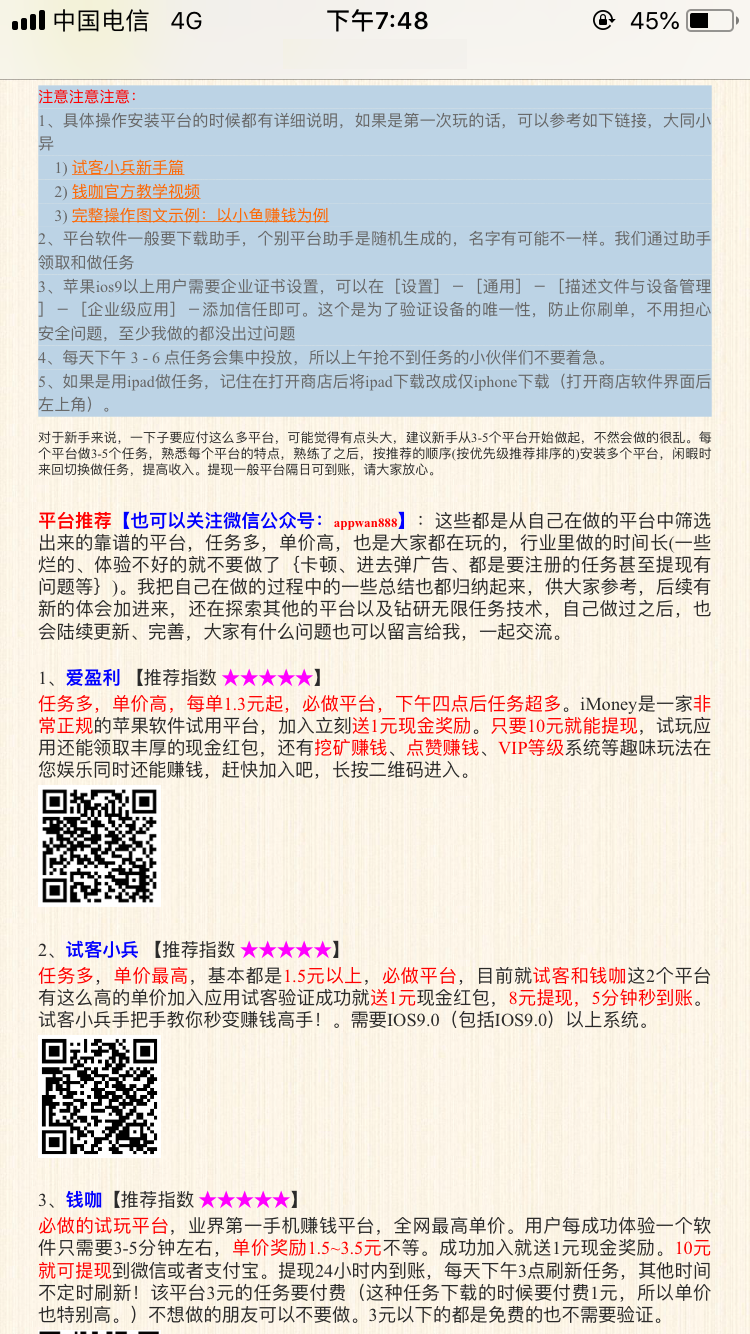 中国电信 4G 下午7:48 45%
注意注意注意：
1、具体操作安装平台的时候都有详细说明，如果是第一次玩的话，可以参考如下链接，大同小
异
1) 试客小兵新手篇
2) 钱咖官方教学视频
3) 完整操作图文示例：以小鱼赚钱为例
2、平台软件一般要下载助手，个别平台助手是随机生成的，名字有可能不一样。我们通过助手
领取和做任务
3、苹果ios9以上用户需要企业证书设置，可以在［设置］－［通用］－［描述文件与设备管理
］－［企业级应用］－添加信任即可。这个是为了验证设备的唯一性，防止你刷单，不用担心
安全问题，至少我做的都没出过问题
4、每天下午 3 - 6 点任务会集中投放，所以上午抢不到任务的小伙伴们不要着急。
5、如果是用ipad做任务，记住在打开商店后将ipad下载改成仅iphone下载（打开商店软件界面后
左上角）。
对于新手来说，一下子要应付这么多平台，可能觉得有点头大，建议新手从3-5个平台开始做起，不然会做的很乱。每
个平台做3-5个任务，熟悉每个平台的特点，熟练了之后，按推荐的顺序(按优先级推荐排序的)安装多个平台，闲暇时
来回切换做任务，提高收入。提现一般平台隔日可到账，请大家放心。
平台推荐【也可以关注微信公众号：appwan888】：这些都是从自己在做的平台中筛选
出来的靠谱的平台，任务多，单价高，也是大家都在玩的，行业里做的时间长(一些
烂的、体验不好的就不要做了｛卡顿、进去弹广告、都是要注册的任务甚至提现有
问题等｝)。我把自己在做的过程中的一些总结也都归纳起来，供大家参考，后续有
新的体会加进来，还在探索其他的平台以及钻研无限任务技术，自己做过之后，也
会陆续更新、完善，大家有什么问题也可以留言给我，一起交流。
1、爱盈利 【推荐指数 ★★★★★】
任务多，单价高，每单1.3元起，必做平台，下午四点后任务超多。iMoney是一家非
常正规的苹果软件试用平台，加入立刻送1元现金奖励。只要10元就能提现，试玩应
用还能领取丰厚的现金红包，还有挖矿赚钱、点赞赚钱、VIP等级系统等趣味玩法在
您娱乐同时还能赚钱，赶快加入吧，长按二维码进入。
2、试客小兵 【推荐指数 ★★★★★】
任务多，单价最高，基本都是1.5元以上，必做平台，目前就试客和钱咖这2个平台
有这么高的单价加入应用试客验证成功就送1元现金红包，8元提现，5分钟秒到账。
试客小兵手把手教你秒变赚钱高手！。需要IOS9.0（包括IOS9.0）以上系统。
3、钱咖【推荐指数 ★★★★★】
必做的试玩平台，业界第一手机赚钱平台，全网最高单价。用户每成功体验一个软
件只需要3-5分钟左右，单价奖励1.5~3.5元不等。成功加入就送1元现金奖励。10元
就可提现到微信或者支付宝。提现24小时内到账，每天下午3点刷新任务，其他时间
不定时刷新！该平台3元的任务要付费（这种任务下载的时候要付费1元，所以单价
也特别高。）不想做的朋友可以不要做。3元以下的都是免费的也不需要验证。